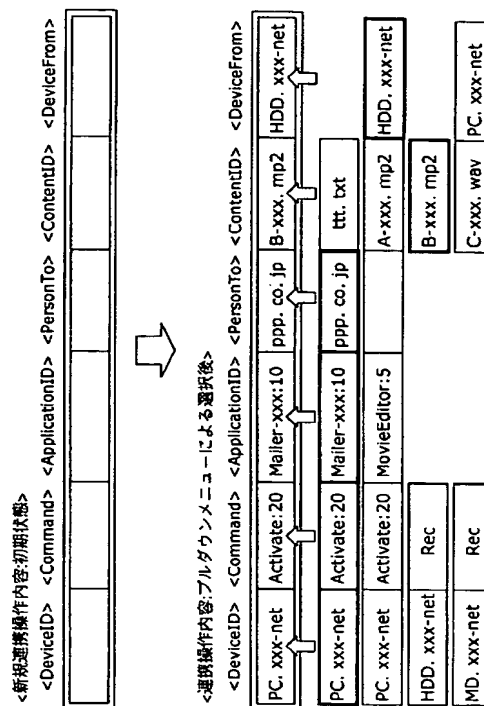 <新規連携操作内容:初期状態>
<DeviceID> <Command> <ApplicationID> <PersonTo> <ContentID> <DeviceFrom>
<連携操作内容:プルダウンメニューによる選択後>
<DeviceID> <Command> <ApplicationID> <PersonTo> <ContentID> <DeviceFrom>
PC. xxx-net Activate:20 Mailer-xxx:10 ppp. co. jp B-xxx. mp2 HDD. xxx-net
PC. xxx-net Activate:20 Mailer-xxx:10 ppp. co. jp ttt. txt
PC. xxx-net Activate:20 MovieEditor:5 A-xxx. mp2 HDD. xxx-net
HDD. xxx-net Rec B-xxx. mp2
MD. xxx-net Rec C-xxx. wav PC. xxx-net